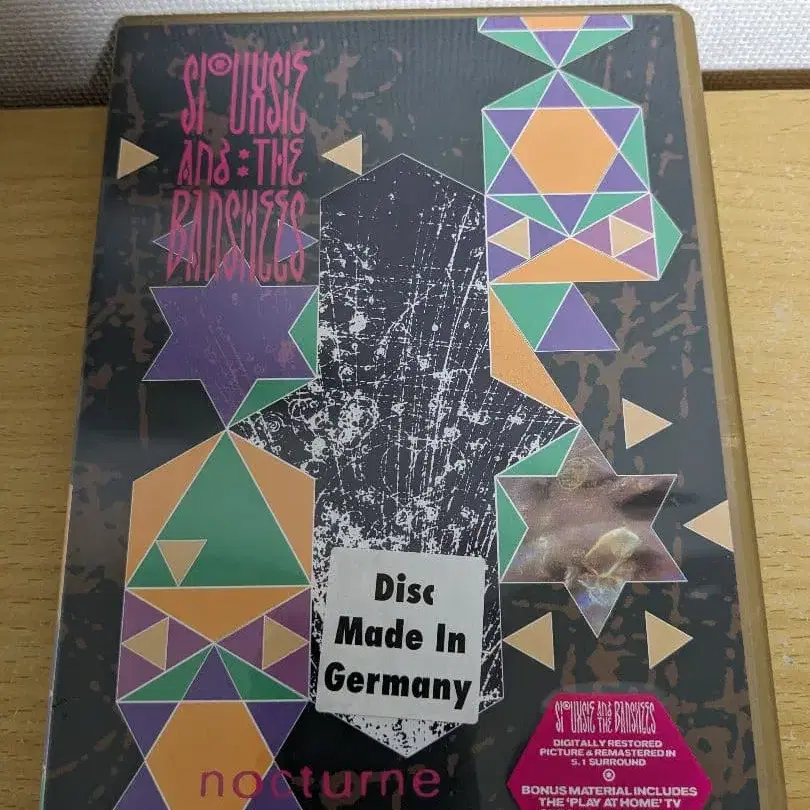 SIOUXSIE
AND : THE
BANSHEES
Disc
Made In
Germany
nocturne
SIOUXSIE AND THE BANSHEES
DIGITALLY RESTORED
PICTURE & REMASTERED IN
5.1 SURROUND
BONUS MATERIAL INCLUDES
THE 'PLAY AT HOME' TV